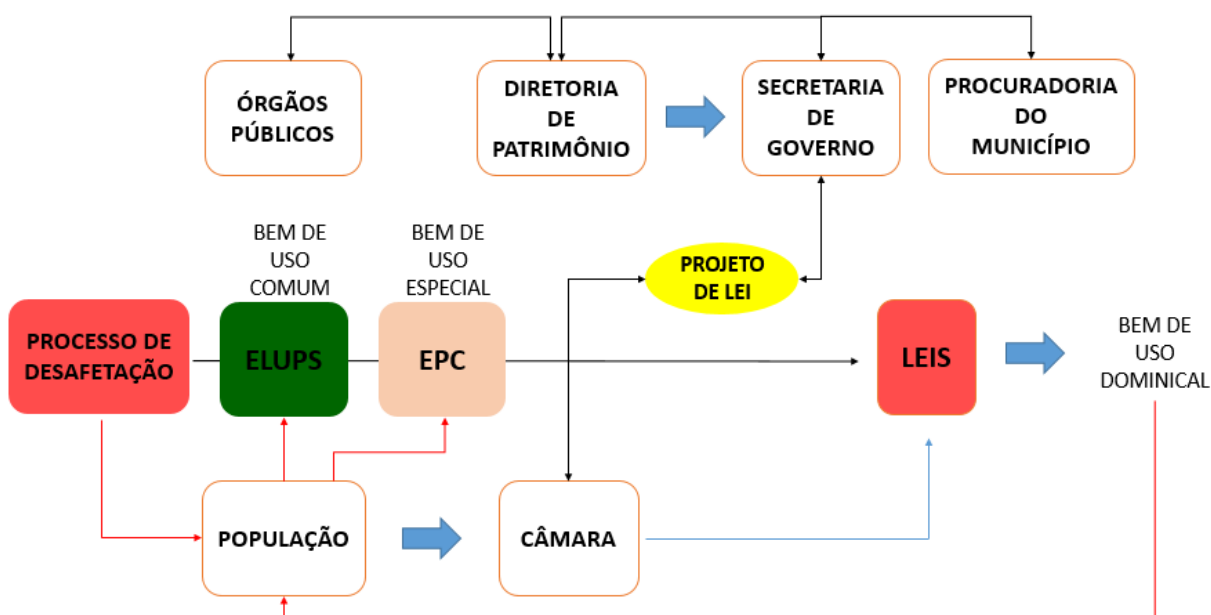 ÓRGÃOS
PÚBLICOS
DIRETORIA
DE
PATRIMÔNIO
SECRETARIA
DE
GOVERNO
PROCURADORIA
DO
MUNICÍPIO
BEM DE
USO
COMUM
BEM DE
USO
ESPECIAL
PROJETO
DE LEI
PROCESSO DE
DESAFETAÇÃO
ELUPS
EPC
LEIS
BEM DE
USO
DOMINICAL
POPULAÇÃO
CÂMARA